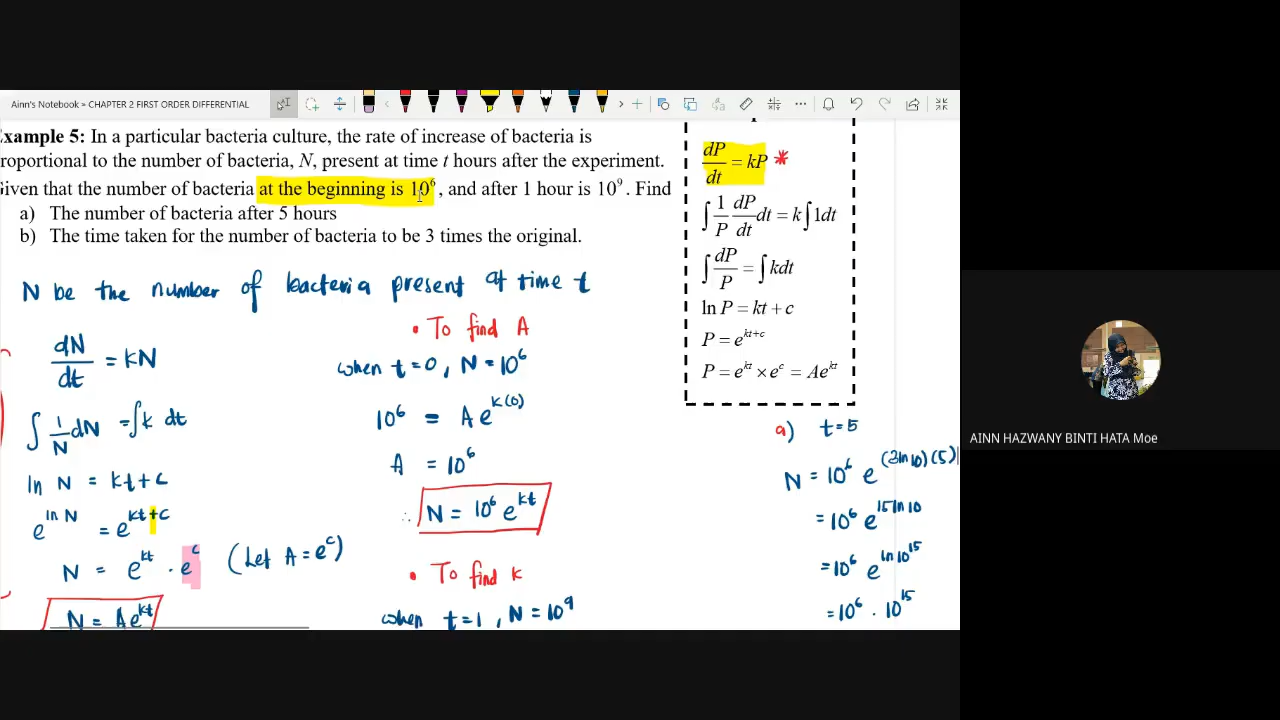 Ainn's Notebook > CHAPTER 2 FIRST ORDER DIFFERENTIAL
xample 5: In a particular bacteria culture, the rate of increase of bacteria is
roportional to the number of bacteria, N, present at time t hours after the experiment.
iven that the number of bacteria at the beginning is 10⁶, and after 1 hour is 10⁹. Find
a) The number of bacteria after 5 hours
b) The time taken for the number of bacteria to be 3 times the original.
N be the number of bacteria present at time t
dN/dt = kN
∫ 1/N dN = ∫k dt
ln N = kt + c
e^(ln N) = e^(kt+c)
N = e^(kt) · e^c (Let A = e^c)
N = Ae^(kt)
• To find A
when t=0, N = 10⁶
10⁶ = A e^(k(0))
A = 10⁶
∴ N = 10⁶ e^(kt)
• To find k
when t=1, N = 10⁹
dP/dt = kP *
∫ 1/P dP/dt dt = k∫1dt
∫ dP/P = ∫kdt
ln P = kt + c
P = e^(kt+c)
P = e^(kt) × e^c = Ae^(kt)
a) t=5
N = 10⁶ e^((3 ln 10)(5))
= 10⁶ e^(15 ln 10)
= 10⁶ e^(ln 10^15)
= 10⁶ · 10¹⁵
AINN HAZWANY BINTI HATA Moe